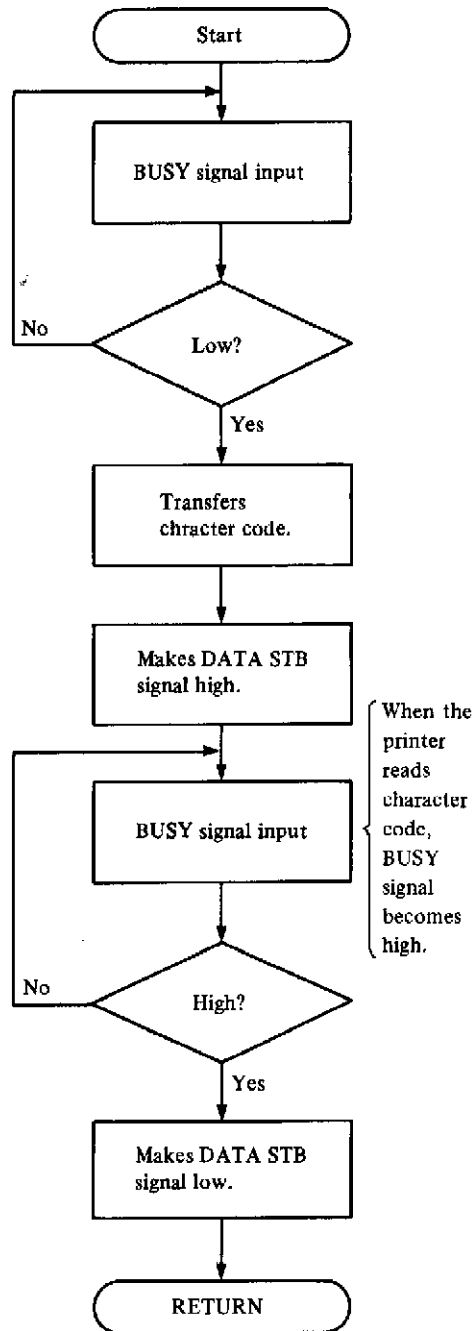 Start
BUSY signal input
Low?
No
Yes
Transfers
chracter code.
Makes DATA STB
signal high.
BUSY signal input
When the
printer
reads
character
code,
BUSY
signal
becomes
high.
High?
No
Yes
Makes DATA STB
signal low.
RETURN